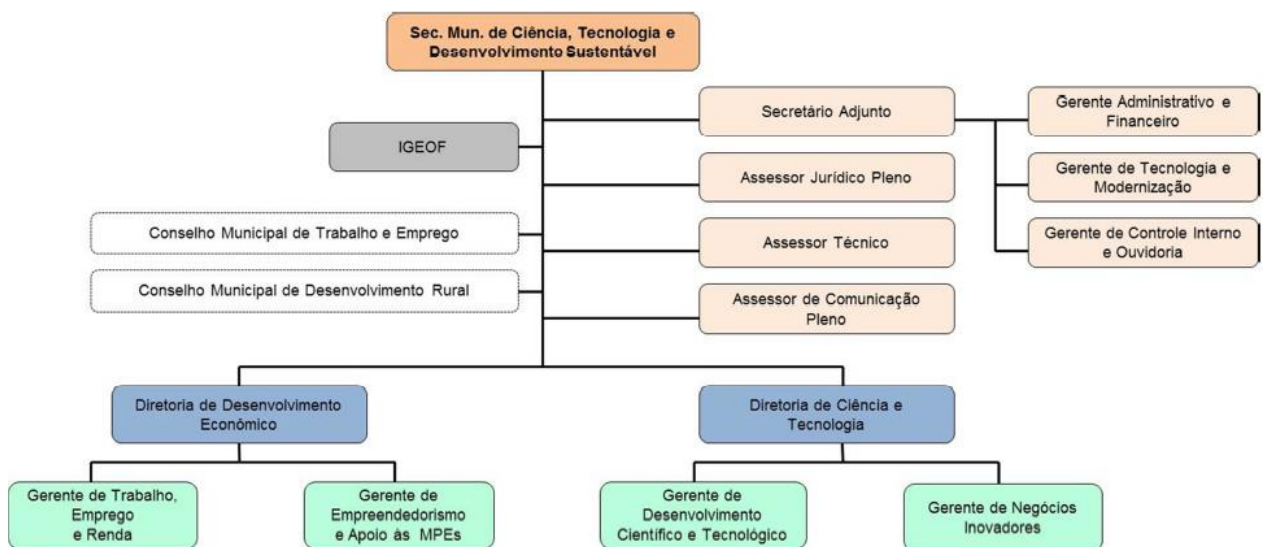 Sec. Mun. de Ciência, Tecnologia e
Desenvolvimento Sustentável
Secretário Adjunto
Gerente Administrativo e
Financeiro
IGEOF
Assessor Jurídico Pleno
Gerente de Tecnologia e
Modernização
Conselho Municipal de Trabalho e Emprego
Assessor Técnico
Gerente de Controle Interno
e Ouvidoria
Conselho Municipal de Desenvolvimento Rural
Assessor de Comunicação
Pleno
Diretoria de Desenvolvimento
Econômico
Diretoria de Ciência e
Tecnologia
Gerente de Trabalho,
Emprego
e Renda
Gerente de
Empreendedorismo
e Apoio às MPEs
Gerente de
Desenvolvimento
Científico e Tecnológico
Gerente de Negócios
Inovadores